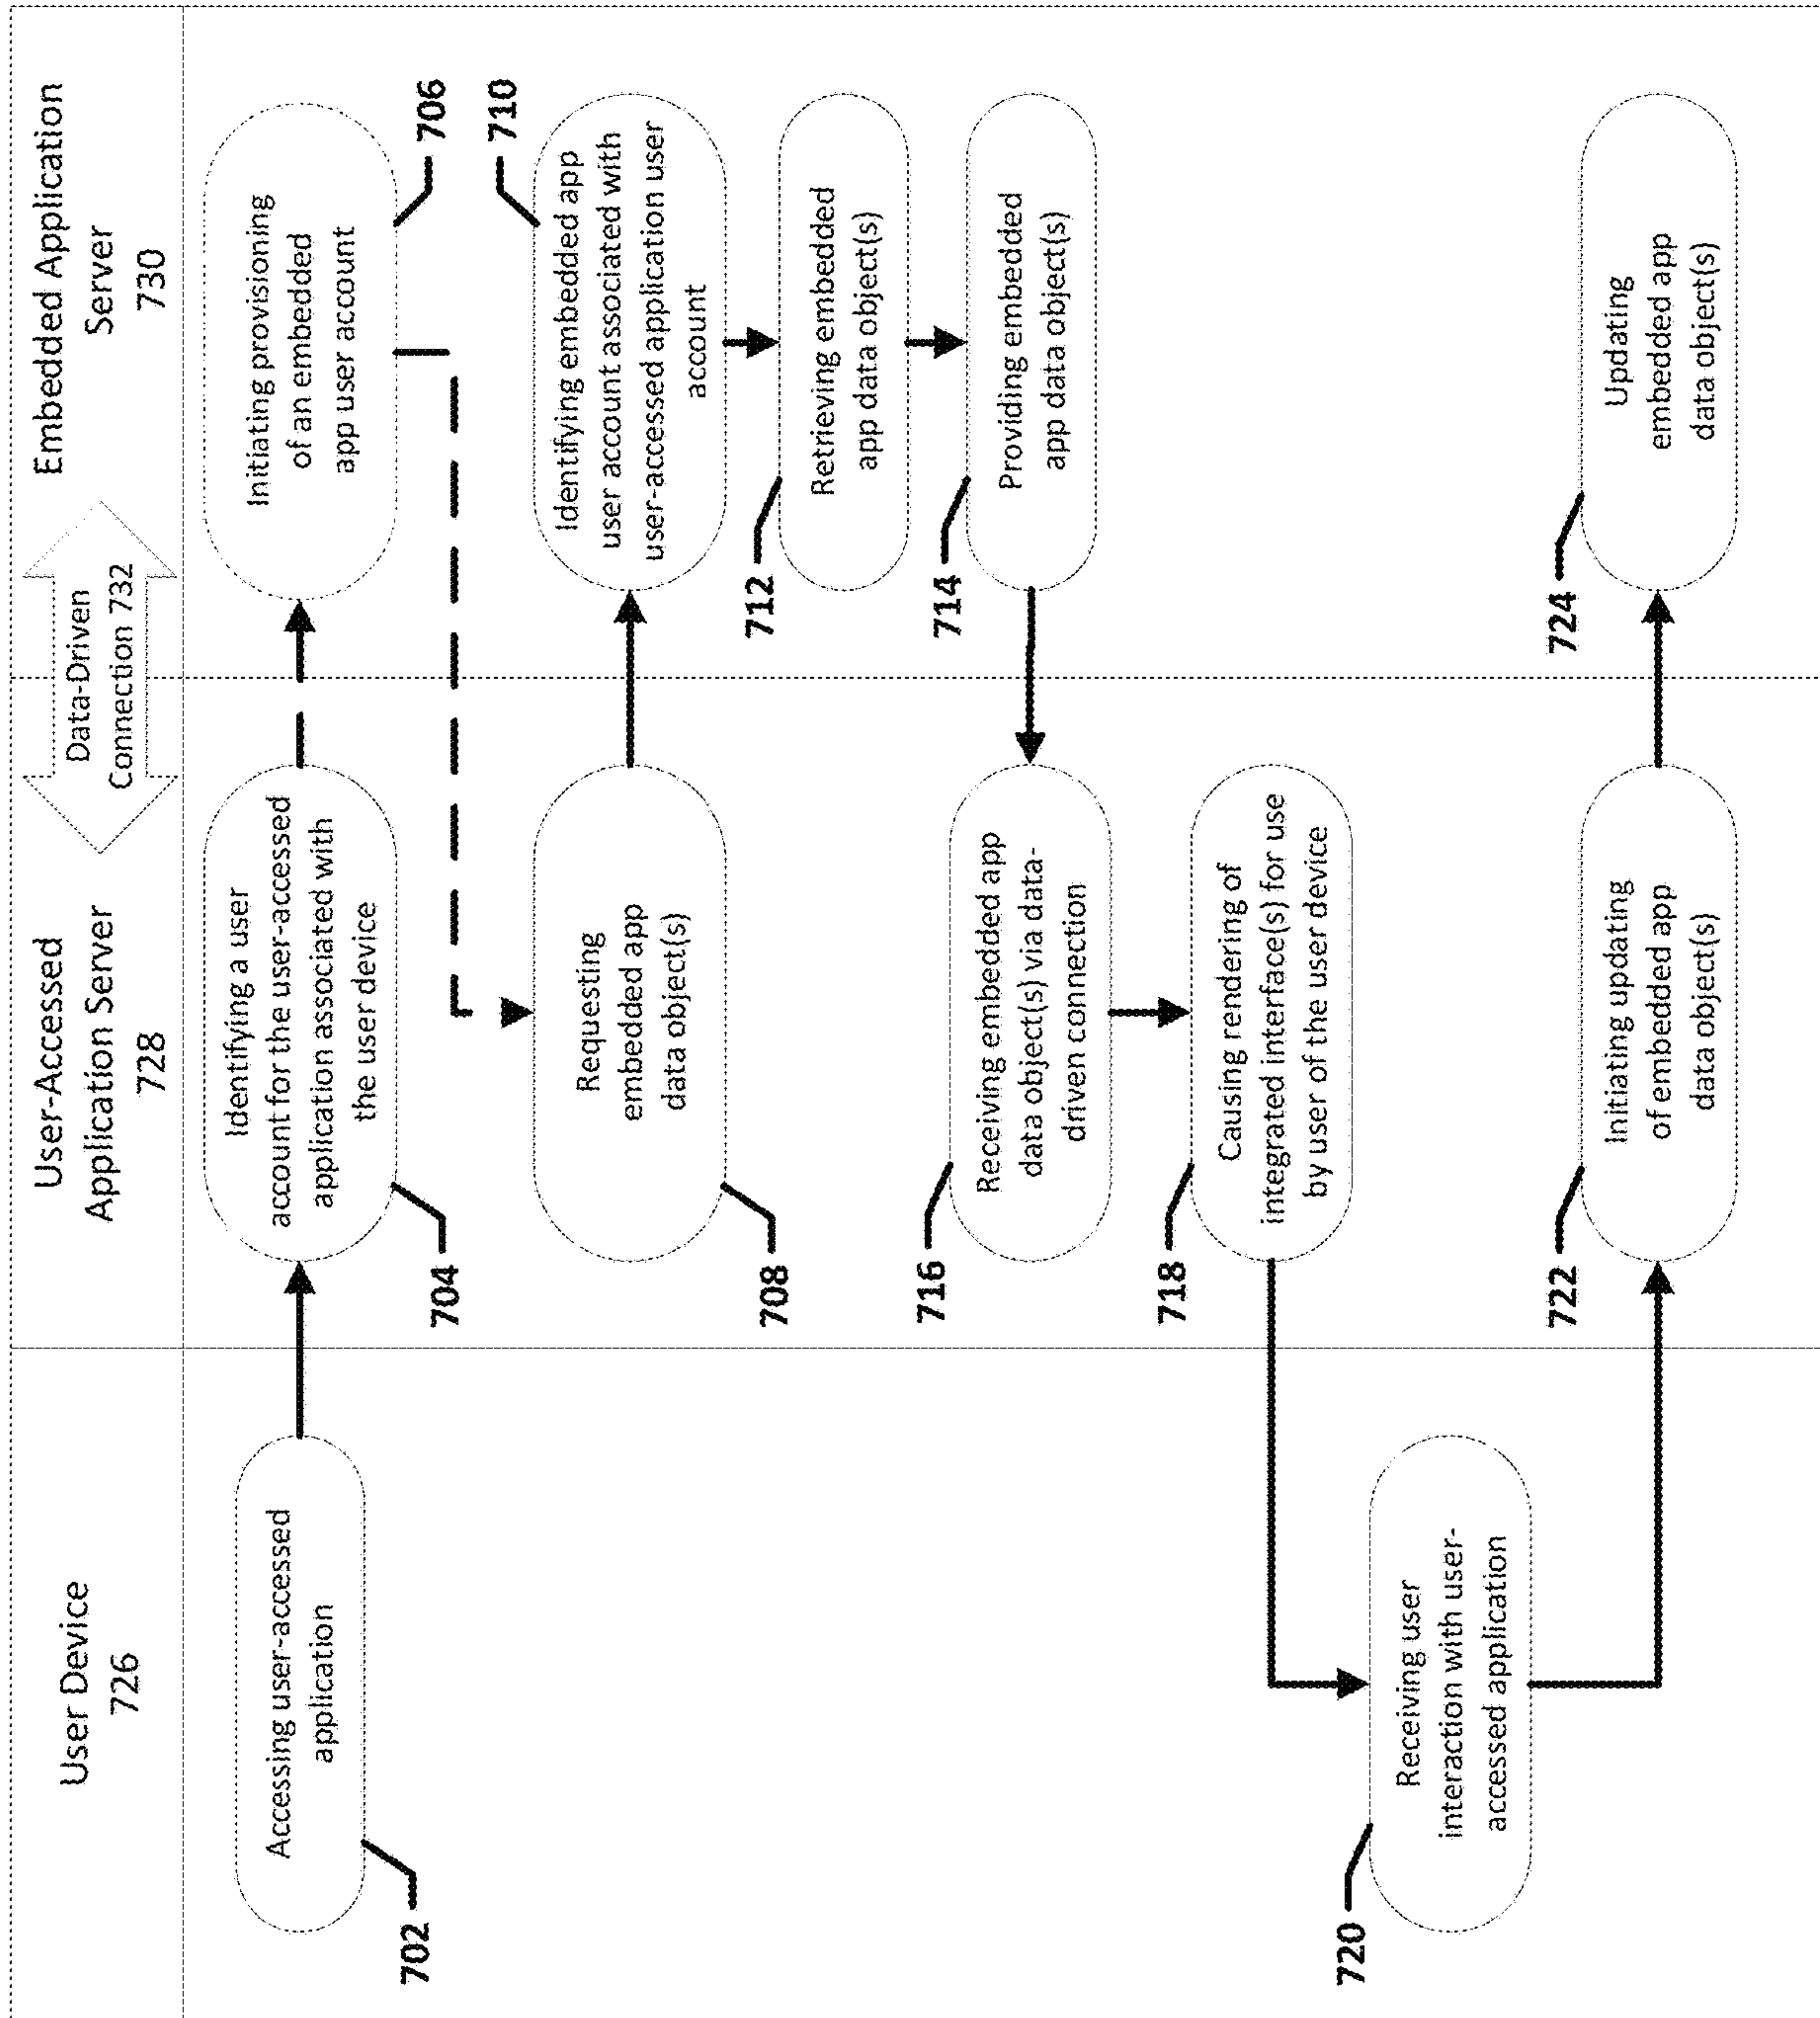 User Device
726
User-Accessed
Application Server
728
Data-Driven
Connection 732
Embedded Application
Server
730
Accessing user-accessed
application
702
Identifying a user
account for the user-accessed
application associated with
the user device
704
Initiating provisioning
of an embedded
app user account
706
Requesting
embedded app
data object(s)
708
710
Identifying embedded app
user account associated with
user-accessed application user
account
712
Retrieving embedded
app data object(s)
714
Providing embedded
app data object(s)
716
Receiving embedded app
data object(s) via data-
driven connection
718
Causing rendering of
integrated interface(s) for use
by user of the user device
720
Receiving user
interaction with user-
accessed application
722
Initiating updating
of embedded app
data object(s)
724
Updating
embedded app
data object(s)